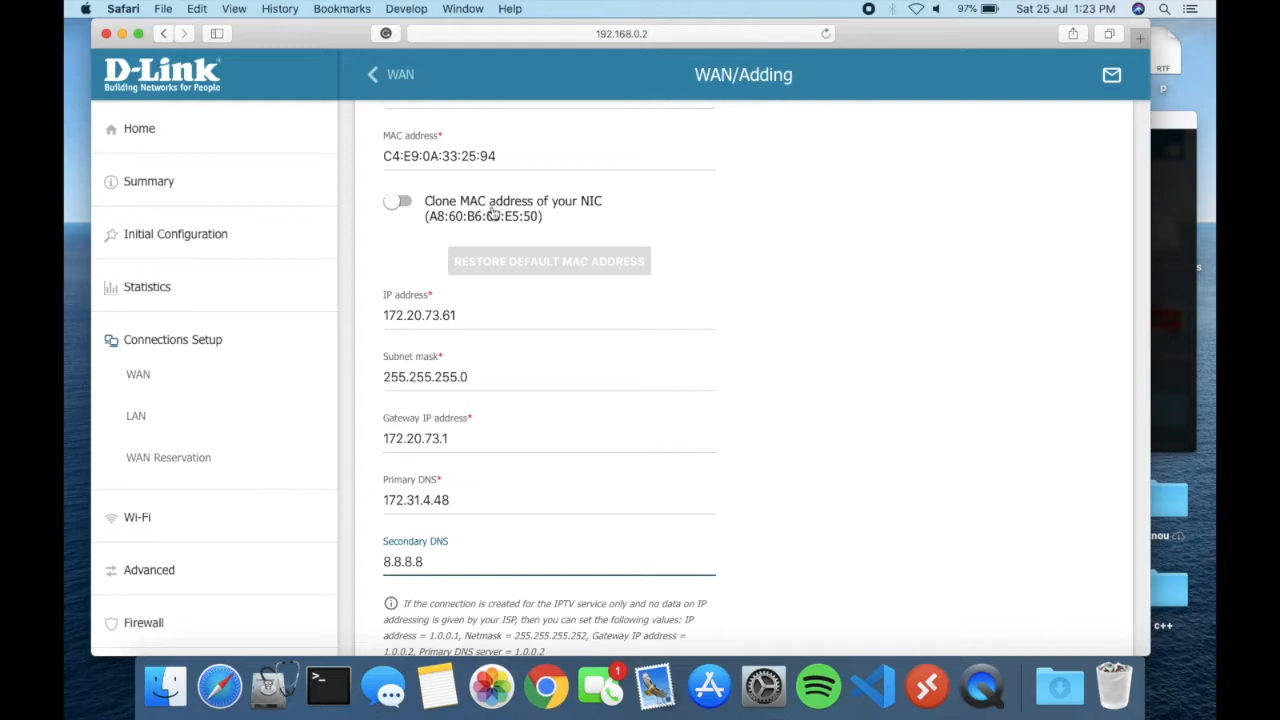 Safari File Edit View History Bookmarks Develop Window Help 97% Sat 25 Jul 1:23 PM
192.168.0.2
D-Link
Building Networks for People
WAN
WAN/Adding
RTF
p
Home
Summary
Initial Configuration
Statistics
Connections Setup
WAN
LAN
WAN Reservation
Wi-Fi
Advanced
Firewall
MAC address*
C4:E9:0A:33:25:94
Clone MAC address of your NIC
RESTORE DEFAULT MAC ADDRESS
IP address*
172.20.73.61
Subnet mask*
255.255.255.0
Gateway IP address*
172.20.73.1
Primary DNS*
172.31.4.48
Secondary DNS
8.8.8.8
If the connection is created for the IPTV service only and no data on IP
addressing is given by your ISP, then you can set the following values: IP
address = 1.0.0.1, Netmask = 255.255.255.252, Gateway IP address =
1.0.0.2, Primary DNS server = 1.0.0.2
s
nou
c++
1